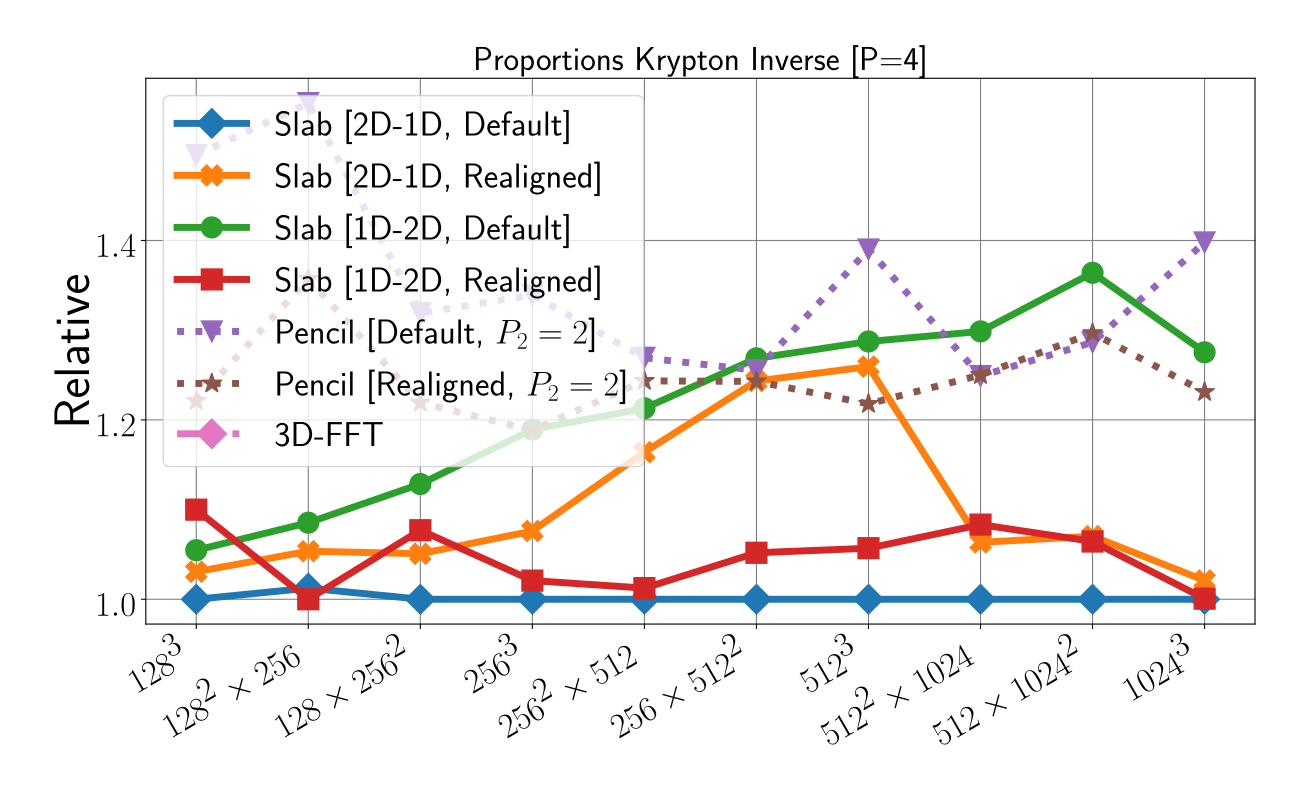 Proportions Krypton Inverse [P=4]
Slab [2D-1D, Default]
Slab [2D-1D, Realigned]
Slab [1D-2D, Default]
Slab [1D-2D, Realigned]
Pencil [Default, P₂ = 2]
Pencil [Realigned, P₂ = 2]
3D-FFT
Relative
1.4
1.2
1.0
128³
128² × 256
128 × 256²
256³
256² × 512
256 × 512²
512³
512² × 1024
512 × 1024²
1024³